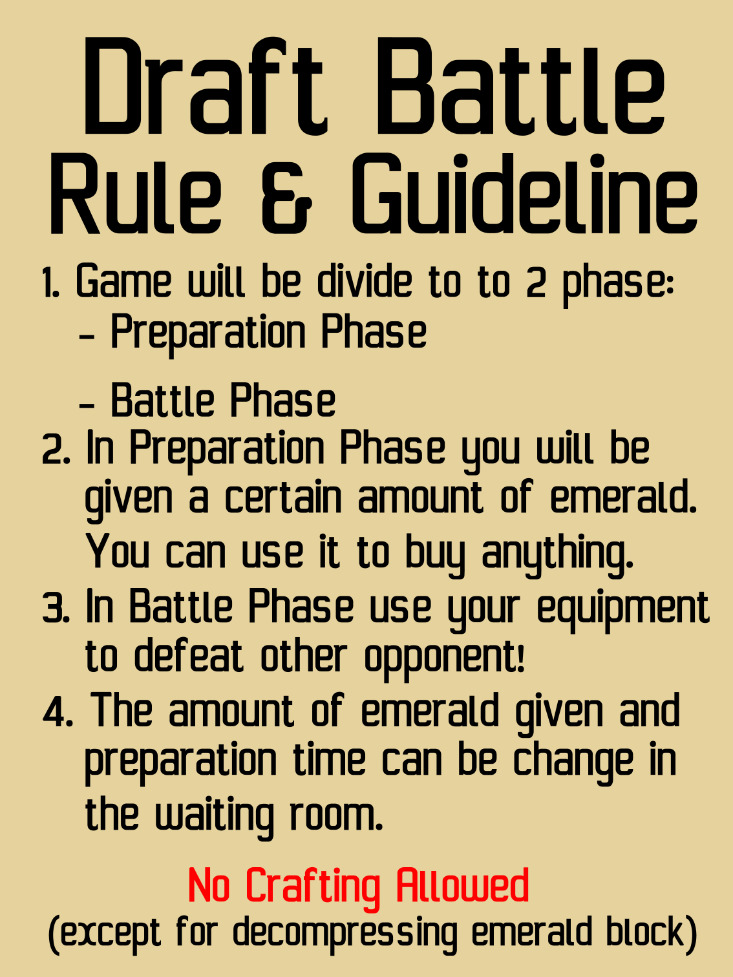 Draft Battle
Rule & Guideline
1. Game will be divide to to 2 phase:
- Preparation Phase
- Battle Phase
2. In Preparation Phase you will be
given a certain amount of emerald.
You can use it to buy anything.
3. In Battle Phase use your equipment
to defeat other opponent!
4. The amount of emerald given and
preparation time can be change in
the waiting room.
No Crafting Allowed
(except for decompressing emerald block)